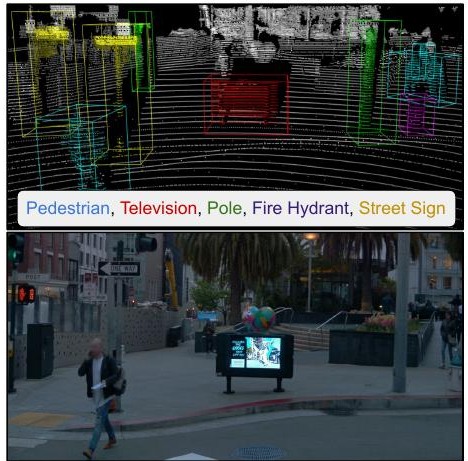 Pedestrian, Television, Pole, Fire Hydrant, Street Sign
ONE WAY